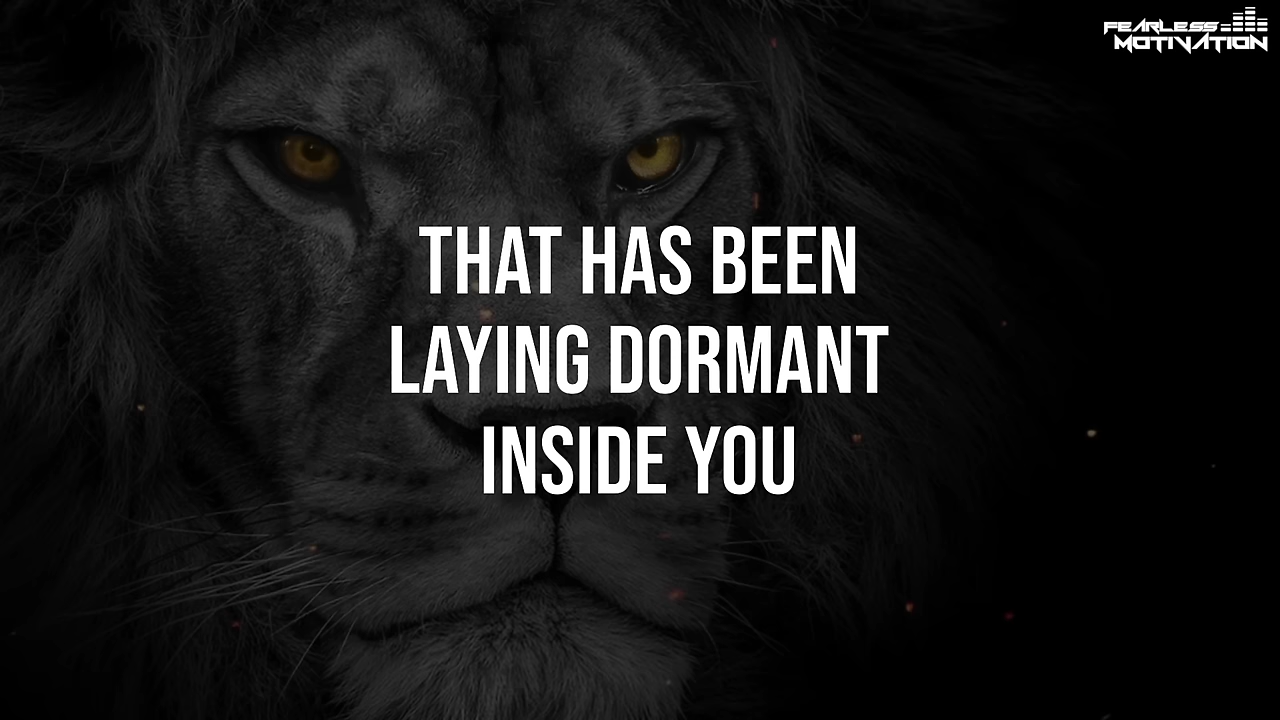 FEARLESS
MOTIVATION
THAT HAS BEEN
LAYING DORMANT
INSIDE YOU